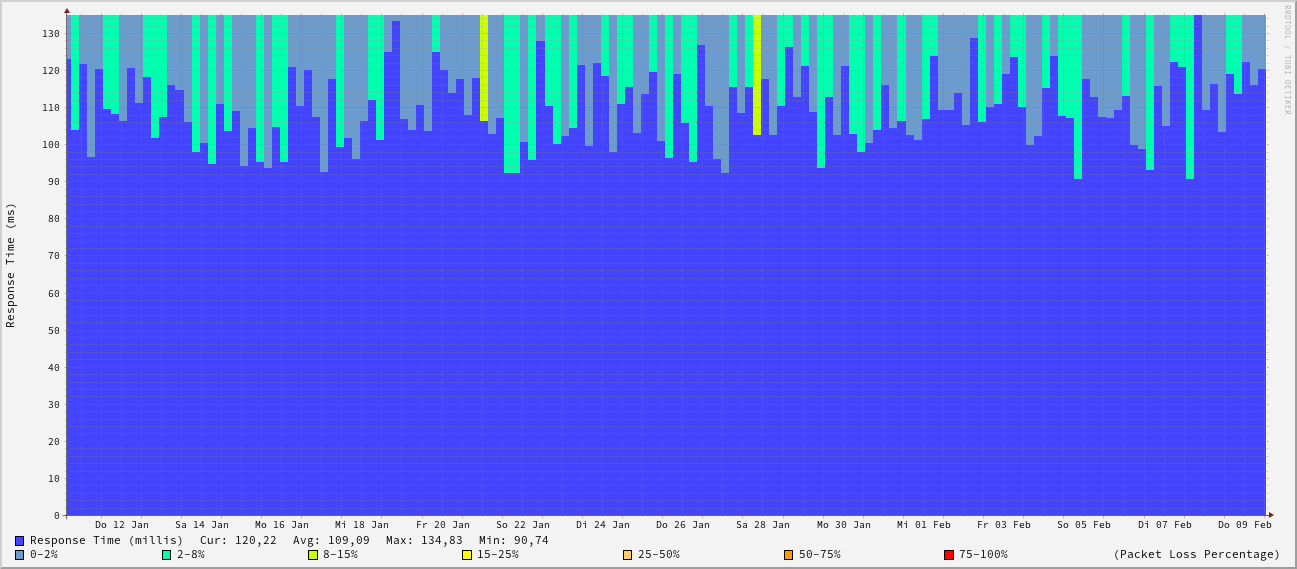 RRDTOOL / TOBI OETIKER
Response Time (ms)
130
120
110
100
90
80
70
60
50
40
30
20
10
0
Do 12 Jan Sa 14 Jan Mo 16 Jan Mi 18 Jan Fr 20 Jan So 22 Jan Di 24 Jan Do 26 Jan Sa 28 Jan Mo 30 Jan Mi 01 Feb Fr 03 Feb So 05 Feb Di 07 Feb Do 09 Feb
Response Time (millis) Cur: 120,22 Avg: 109,09 Max: 134,83 Min: 90,74
0-2% 2-8% 8-15% 15-25% 25-50% 50-75% 75-100% (Packet Loss Percentage)